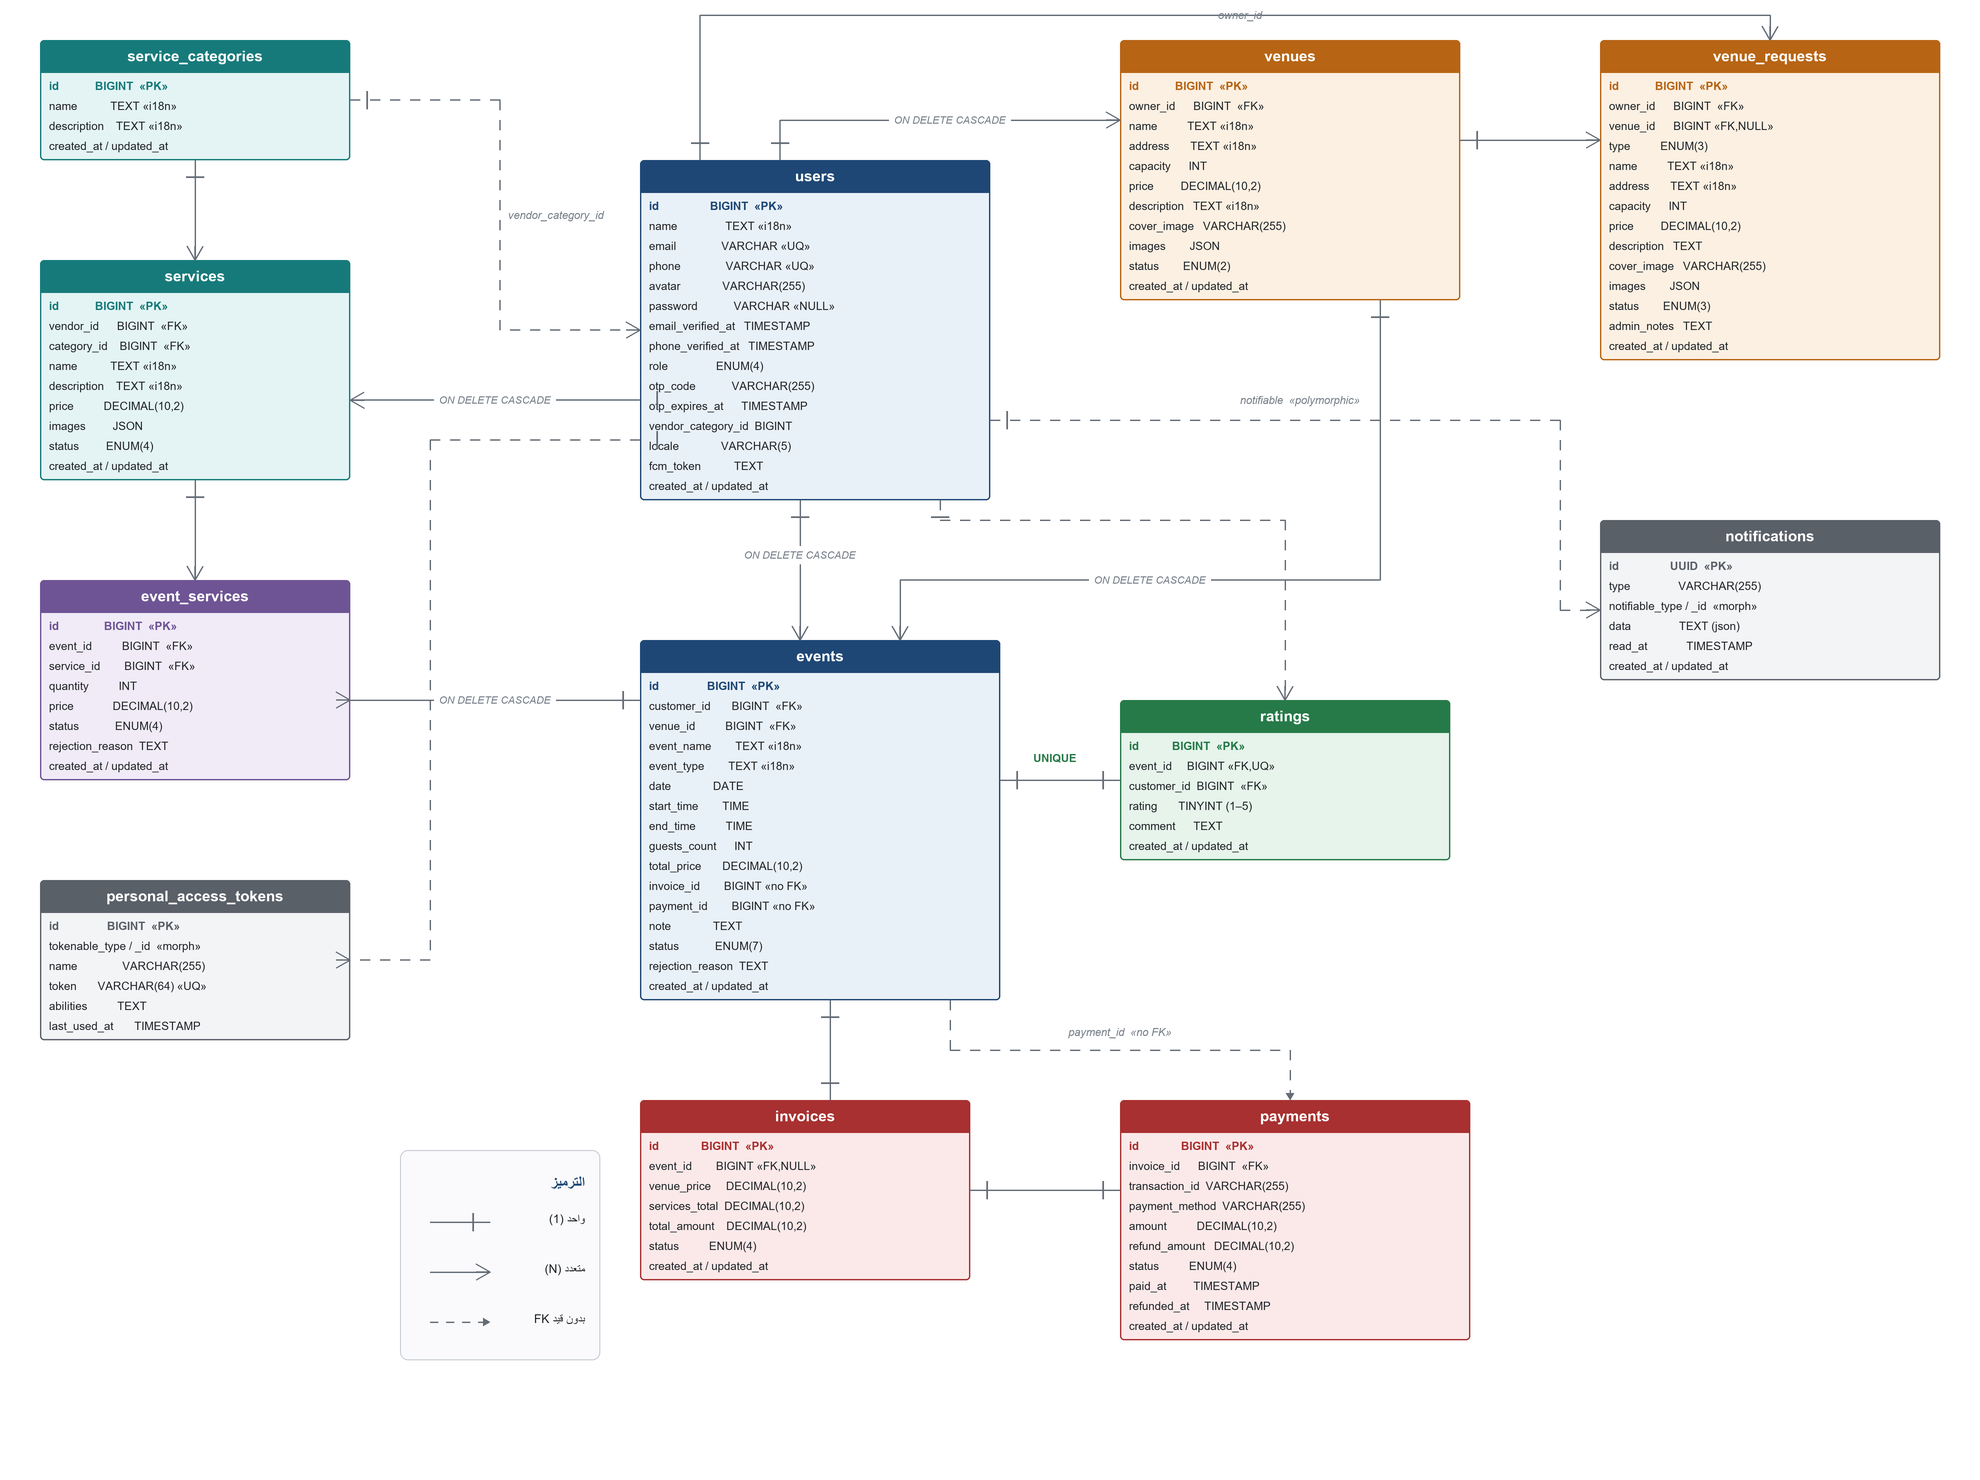 owner_id
service_categories
id BIGINT «PK»
name TEXT «i18n»
description TEXT «i18n»
created_at / updated_at
vendor_category_id
services
id BIGINT «PK»
vendor_id BIGINT «FK»
category_id BIGINT «FK»
name TEXT «i18n»
description TEXT «i18n»
price DECIMAL(10,2)
images JSON
status ENUM(4)
created_at / updated_at
ON DELETE CASCADE
users
id BIGINT «PK»
name TEXT «i18n»
email VARCHAR «UQ»
phone VARCHAR «UQ»
avatar VARCHAR(255)
password VARCHAR «NULL»
email_verified_at TIMESTAMP
phone_verified_at TIMESTAMP
role ENUM(4)
otp_code VARCHAR(255)
otp_expires_at TIMESTAMP
vendor_category_id BIGINT
locale VARCHAR(5)
fcm_token TEXT
created_at / updated_at
ON DELETE CASCADE
venues
id BIGINT «PK»
owner_id BIGINT «FK»
name TEXT «i18n»
address TEXT «i18n»
capacity INT
price DECIMAL(10,2)
description TEXT «i18n»
cover_image VARCHAR(255)
images JSON
status ENUM(2)
created_at / updated_at
venue_requests
id BIGINT «PK»
owner_id BIGINT «FK»
venue_id BIGINT «FK,NULL»
type ENUM(3)
name TEXT «i18n»
address TEXT «i18n»
capacity INT
price DECIMAL(10,2)
description TEXT
cover_image VARCHAR(255)
images JSON
status ENUM(3)
admin_notes TEXT
created_at / updated_at
notifiable «polymorphic»
notifications
id UUID «PK»
type VARCHAR(255)
notifiable_type / _id «morph»
data TEXT (json)
read_at TIMESTAMP
created_at / updated_at
ON DELETE CASCADE
ON DELETE CASCADE
event_services
id BIGINT «PK»
event_id BIGINT «FK»
service_id BIGINT «FK»
quantity INT
price DECIMAL(10,2)
status ENUM(4)
rejection_reason TEXT
created_at / updated_at
ON DELETE CASCADE
events
id BIGINT «PK»
customer_id BIGINT «FK»
venue_id BIGINT «FK»
event_name TEXT «i18n»
event_type TEXT «i18n»
date DATE
start_time TIME
end_time TIME
guests_count INT
total_price DECIMAL(10,2)
invoice_id BIGINT «no FK»
payment_id BIGINT «no FK»
note TEXT
status ENUM(7)
rejection_reason TEXT
created_at / updated_at
UNIQUE
ratings
id BIGINT «PK»
event_id BIGINT «FK,UQ»
customer_id BIGINT «FK»
rating TINYINT (1–5)
comment TEXT
created_at / updated_at
personal_access_tokens
id BIGINT «PK»
tokenable_type / _id «morph»
name VARCHAR(255)
token VARCHAR(64) «UQ»
abilities TEXT
last_used_at TIMESTAMP
payment_id «no FK»
invoices
id BIGINT «PK»
event_id BIGINT «FK,NULL»
venue_price DECIMAL(10,2)
services_total DECIMAL(10,2)
total_amount DECIMAL(10,2)
status ENUM(4)
created_at / updated_at
payments
id BIGINT «PK»
invoice_id BIGINT «FK»
transaction_id VARCHAR(255)
payment_method VARCHAR(255)
amount DECIMAL(10,2)
refund_amount DECIMAL(10,2)
status ENUM(4)
paid_at TIMESTAMP
refunded_at TIMESTAMP
created_at / updated_at
الترميز
واحد (1)
متعدد (N)
بدون قيد FK